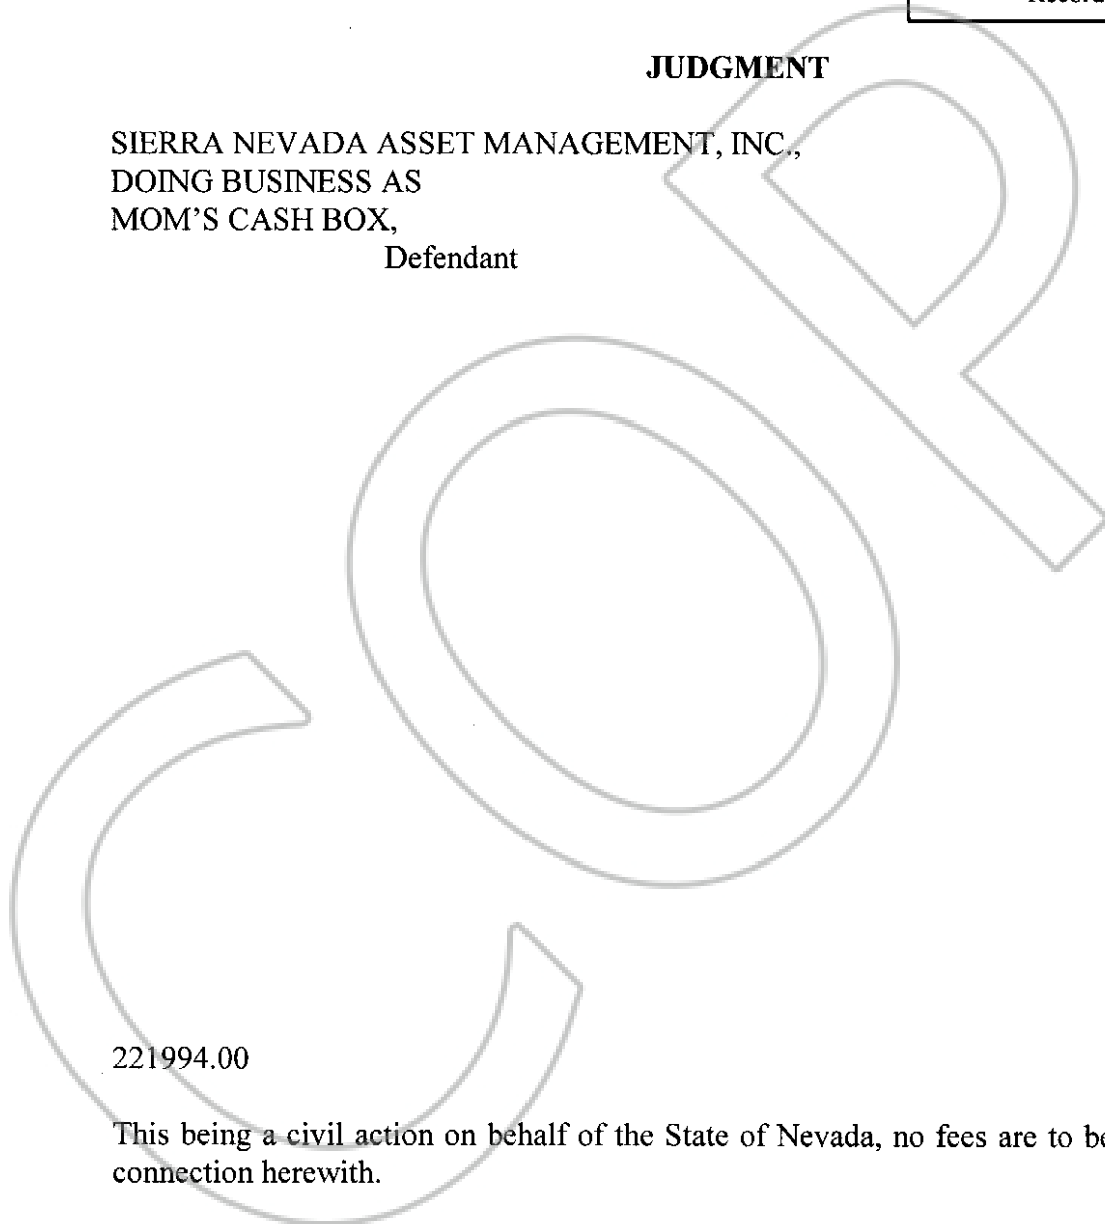 JUDGMENT
SIERRA NEVADA ASSET MANAGEMENT, INC.,
DOING BUSINESS AS
MOM'S CASH BOX,
Defendant
COP
221994.00
This being a civil action on behalf of the State of Nevada, no fees are to be
connection herewith.